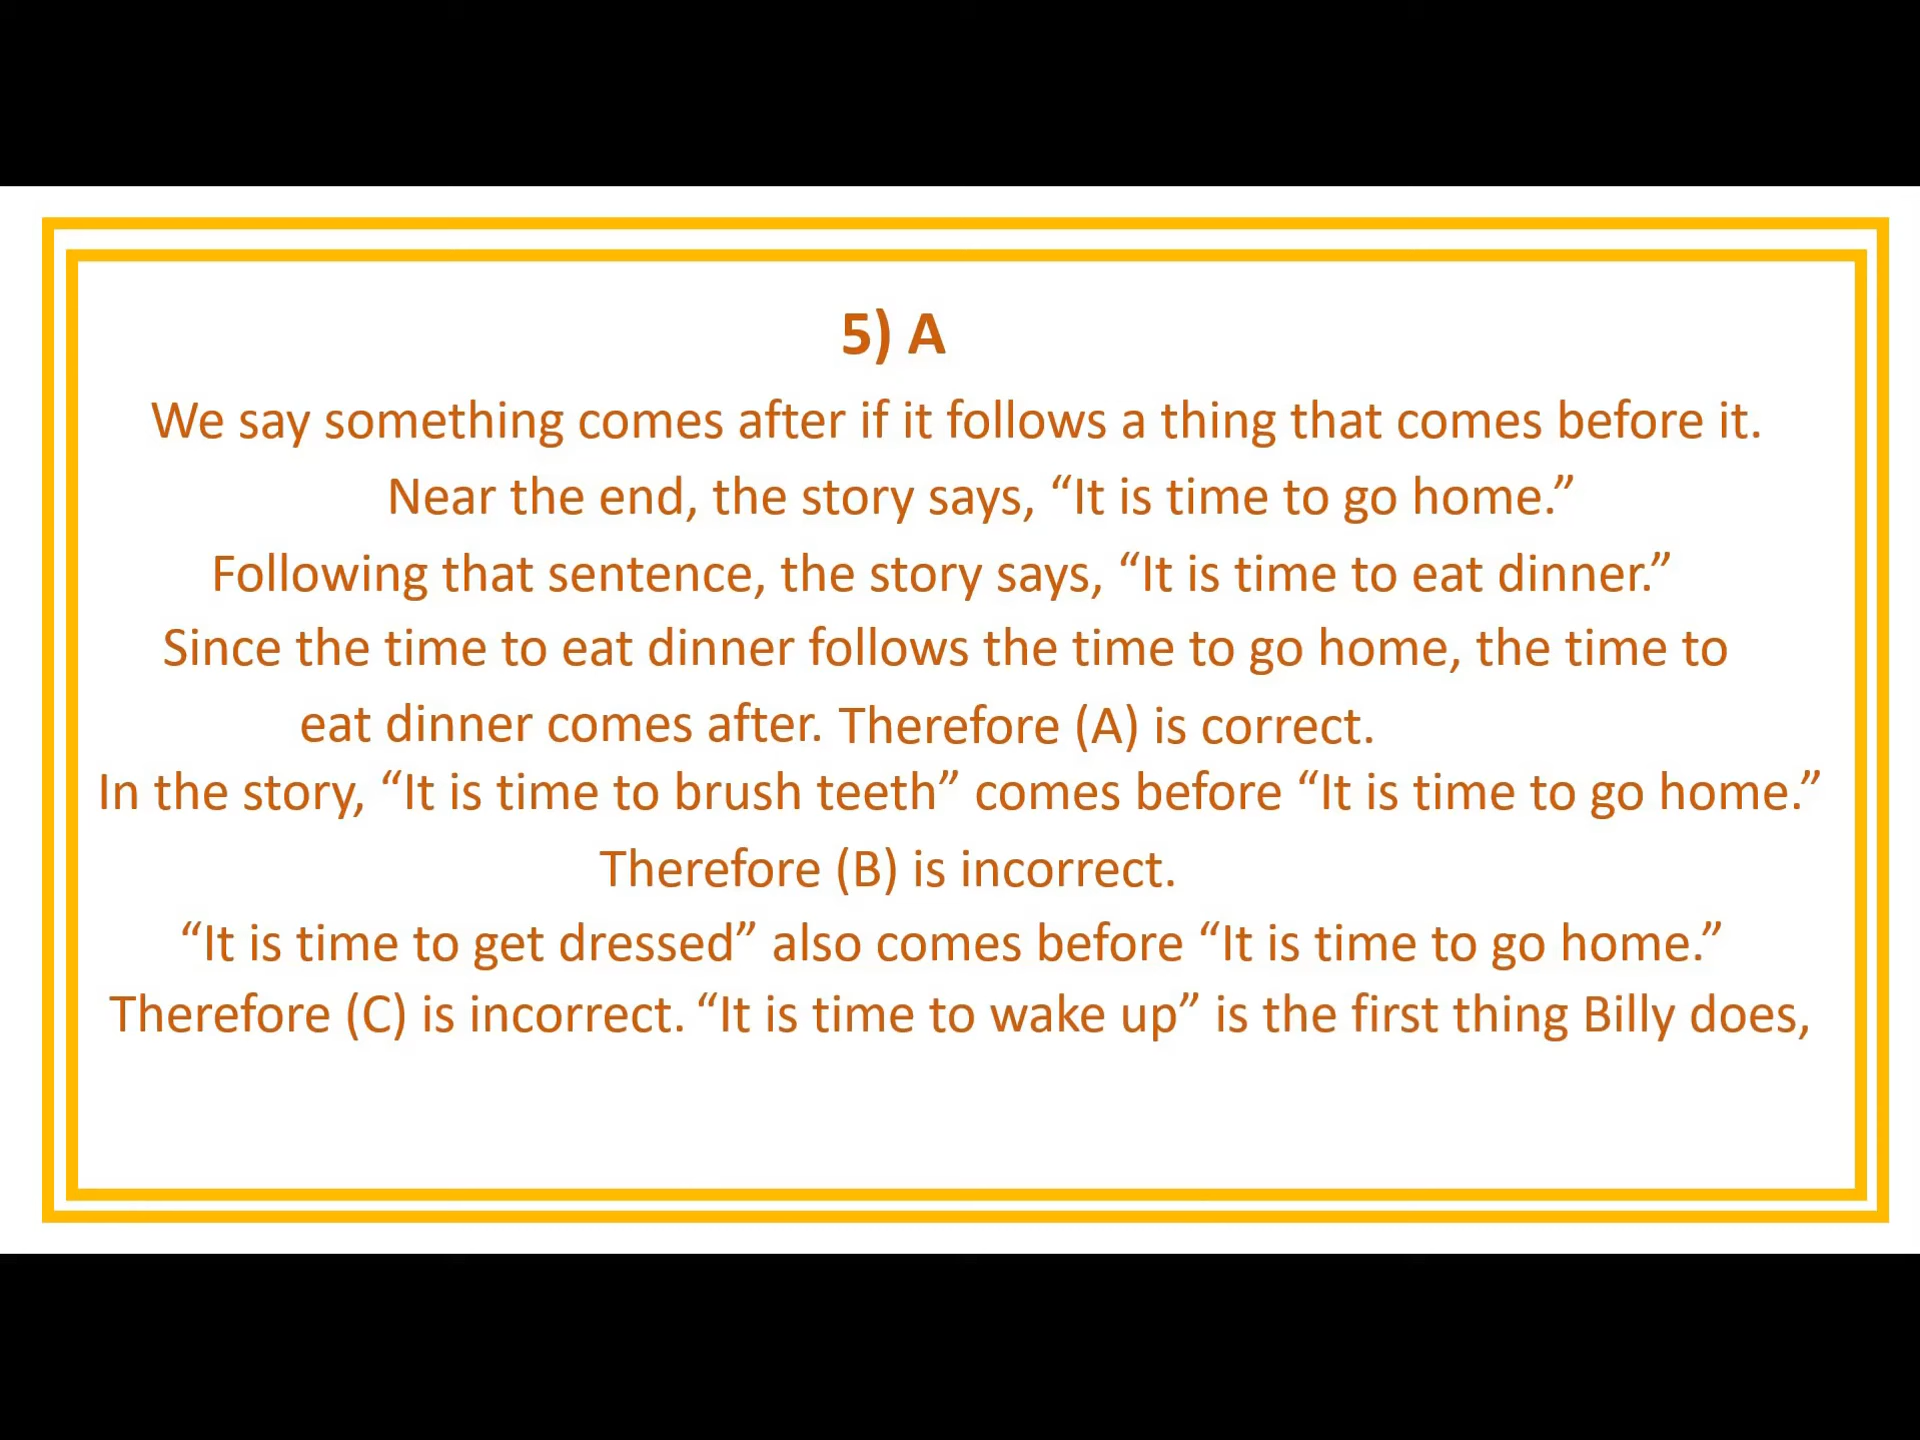 5) A
We say something comes after if it follows a thing that comes before it.
Near the end, the story says, “It is time to go home.”
Following that sentence, the story says, “It is time to eat dinner.”
Since the time to eat dinner follows the time to go home, the time to
eat dinner comes after. Therefore (A) is correct.
In the story, “It is time to brush teeth” comes before “It is time to go home.”
Therefore (B) is incorrect.
“It is time to get dressed” also comes before “It is time to go home.”
Therefore (C) is incorrect. “It is time to wake up” is the first thing Billy does,